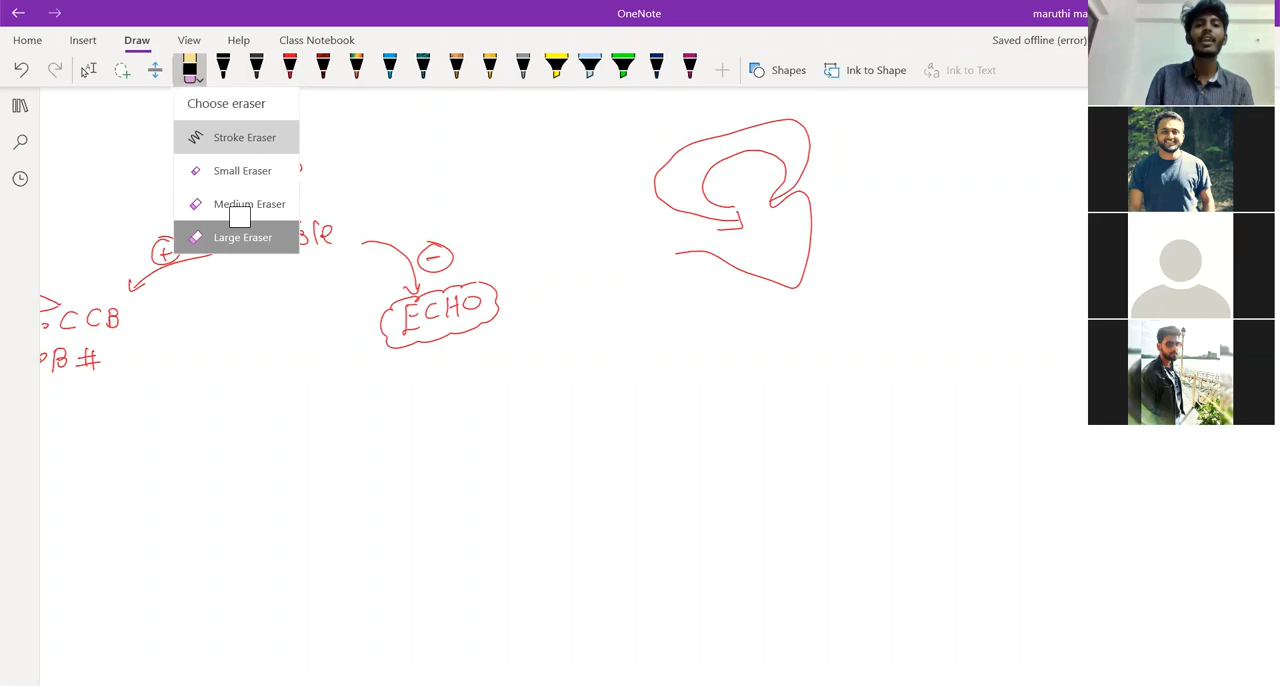 OneNote
maruthi ma
Home Insert Draw View Help Class Notebook
Saved offline (error)
Shapes
Ink to Shape
Ink to Text
Choose eraser
Stroke Eraser
Small Eraser
Medium Eraser
Large Eraser
+
-
ECHO
CCB
B #